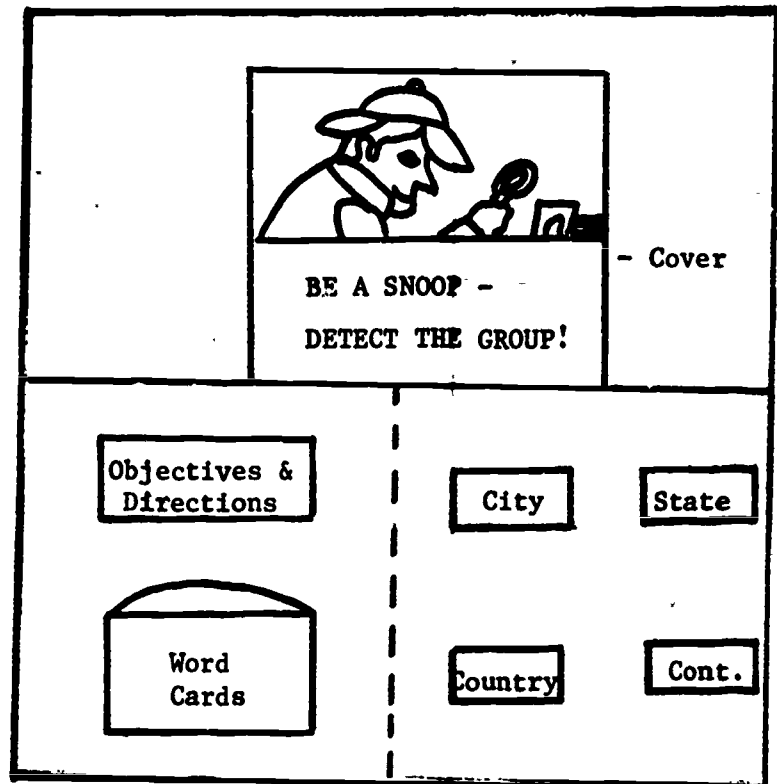 BE A SNOOP -
DETECT THE GROUP!
- Cover
Objectives &
Directions
Word
Cards
City
State
Country
Cont.